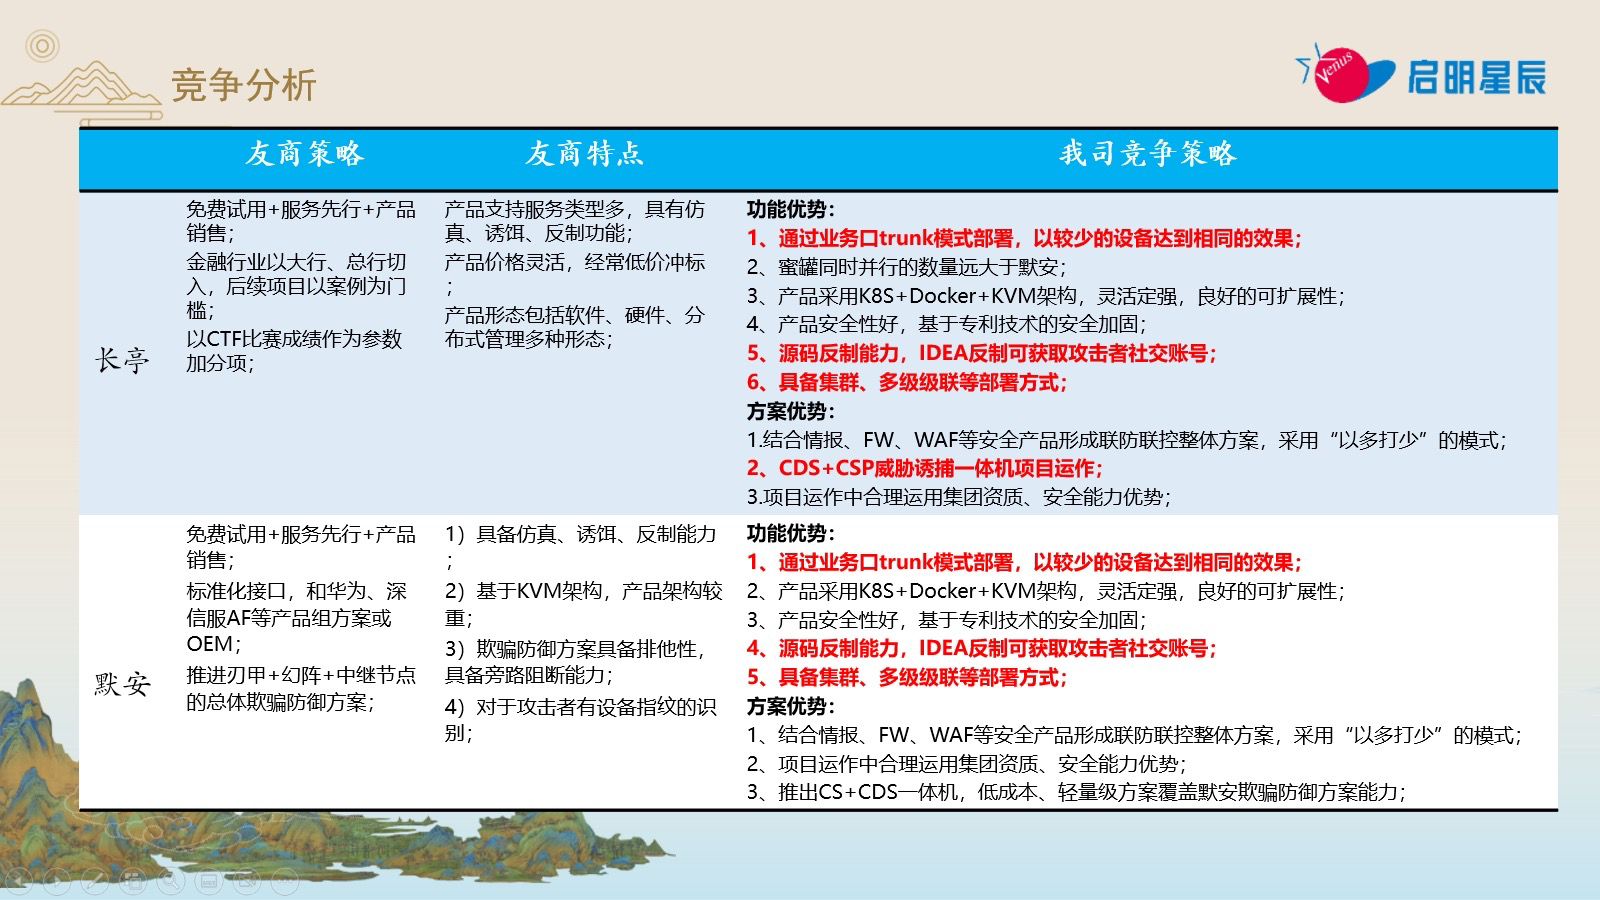 竞争分析
Venus
启明星辰
友商策略
友商特点
我司竞争策略
长亭
免费试用+服务先行+产品
销售；
金融行业以大行、总行切
入，后续项目以案例为门
槛；
以CTF比赛成绩作为参数
加分项；
产品支持服务类型多，具有仿
真、诱饵、反制功能；
产品价格灵活，经常低价冲标
；
产品形态包括软件、硬件、分
布式管理多种形态；
功能优势：
1、通过业务口trunk模式部署，以较少的设备达到相同的效果；
2、蜜罐同时并行的数量远大于默安；
3、产品采用K8S+Docker+KVM架构，灵活定强，良好的可扩展性；
4、产品安全性好，基于专利技术的安全加固；
5、源码反制能力，IDEA反制可获取攻击者社交账号；
6、具备集群、多级级联等部署方式；
方案优势：
1.结合情报、FW、WAF等安全产品形成联防联控整体方案，采用“以多打少”的模式；
2、CDS+CSP威胁诱捕一体机项目运作；
3.项目运作中合理运用集团资质、安全能力优势；
默安
免费试用+服务先行+产品
销售；
标准化接口，和华为、深
信服AF等产品组方案或
OEM；
推进刃甲+幻阵+中继节点
的总体欺骗防御方案；
1）具备仿真、诱饵、反制能力
；
2）基于KVM架构，产品架构较
重；
3）欺骗防御方案具备排他性，
具备旁路阻断能力；
4）对于攻击者有设备指纹的识
别；
功能优势：
1、通过业务口trunk模式部署，以较少的设备达到相同的效果；
2、产品采用K8S+Docker+KVM架构，灵活定强，良好的可扩展性；
3、产品安全性好，基于专利技术的安全加固；
4、源码反制能力，IDEA反制可获取攻击者社交账号；
5、具备集群、多级级联等部署方式；
方案优势：
1、结合情报、FW、WAF等安全产品形成联防联控整体方案，采用“以多打少”的模式；
2、项目运作中合理运用集团资质、安全能力优势；
3、推出CS+CDS一体机，低成本、轻量级方案覆盖默安欺骗防御方案能力；